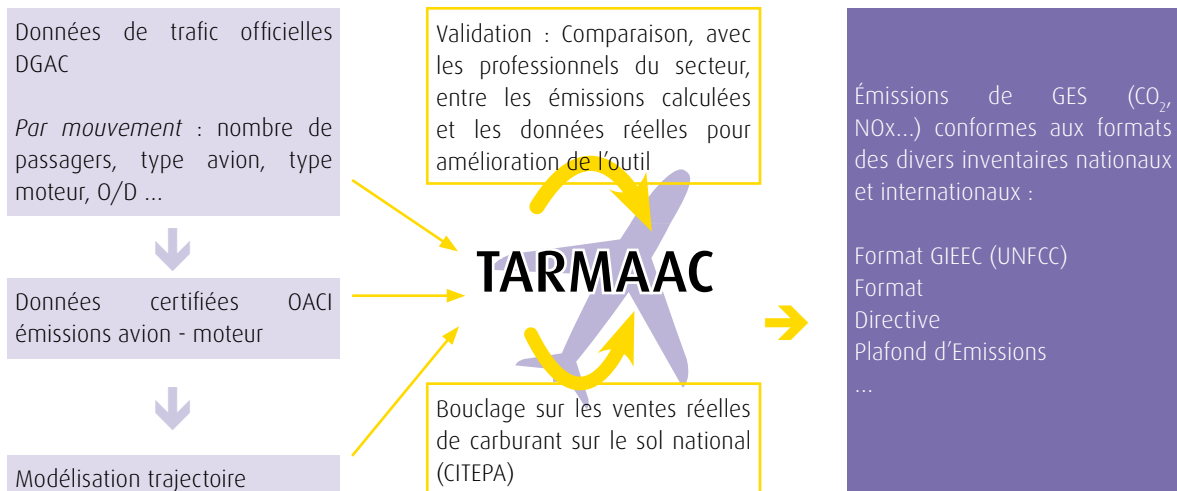 Données de trafic officielles
DGAC
Par mouvement : nombre de
passagers, type avion, type
moteur, O/D ...
Données certifiées OACI
émissions avion - moteur
Modélisation trajectoire
Validation : Comparaison, avec
les professionnels du secteur,
entre les émissions calculées
et les données réelles pour
amélioration de l'outil
TARMAAC
Bouclage sur les ventes réelles
de carburant sur le sol national
(CITEPA)
Émissions de GES (CO₂,
NOx...) conformes aux formats
des divers inventaires nationaux
et internationaux :
Format GIEEC (UNFCC)
Format
Directive
Plafond d'Emissions
...